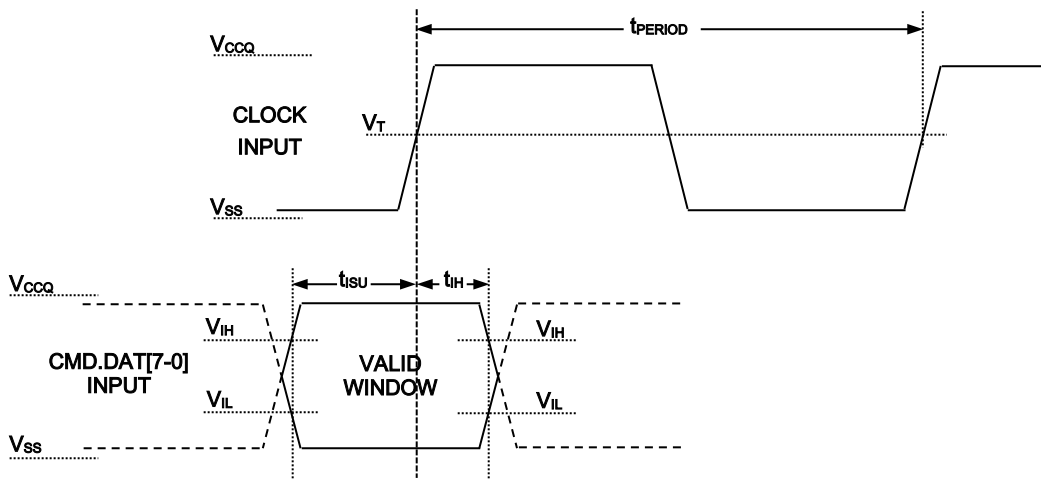 tPERIOD
VCCQ
CLOCK
INPUT
VT
VSS
tISU
tIH
VCCQ
VIH
VIH
CMD.DAT[7-0]
INPUT
VALID
WINDOW
VIL
VIL
VSS